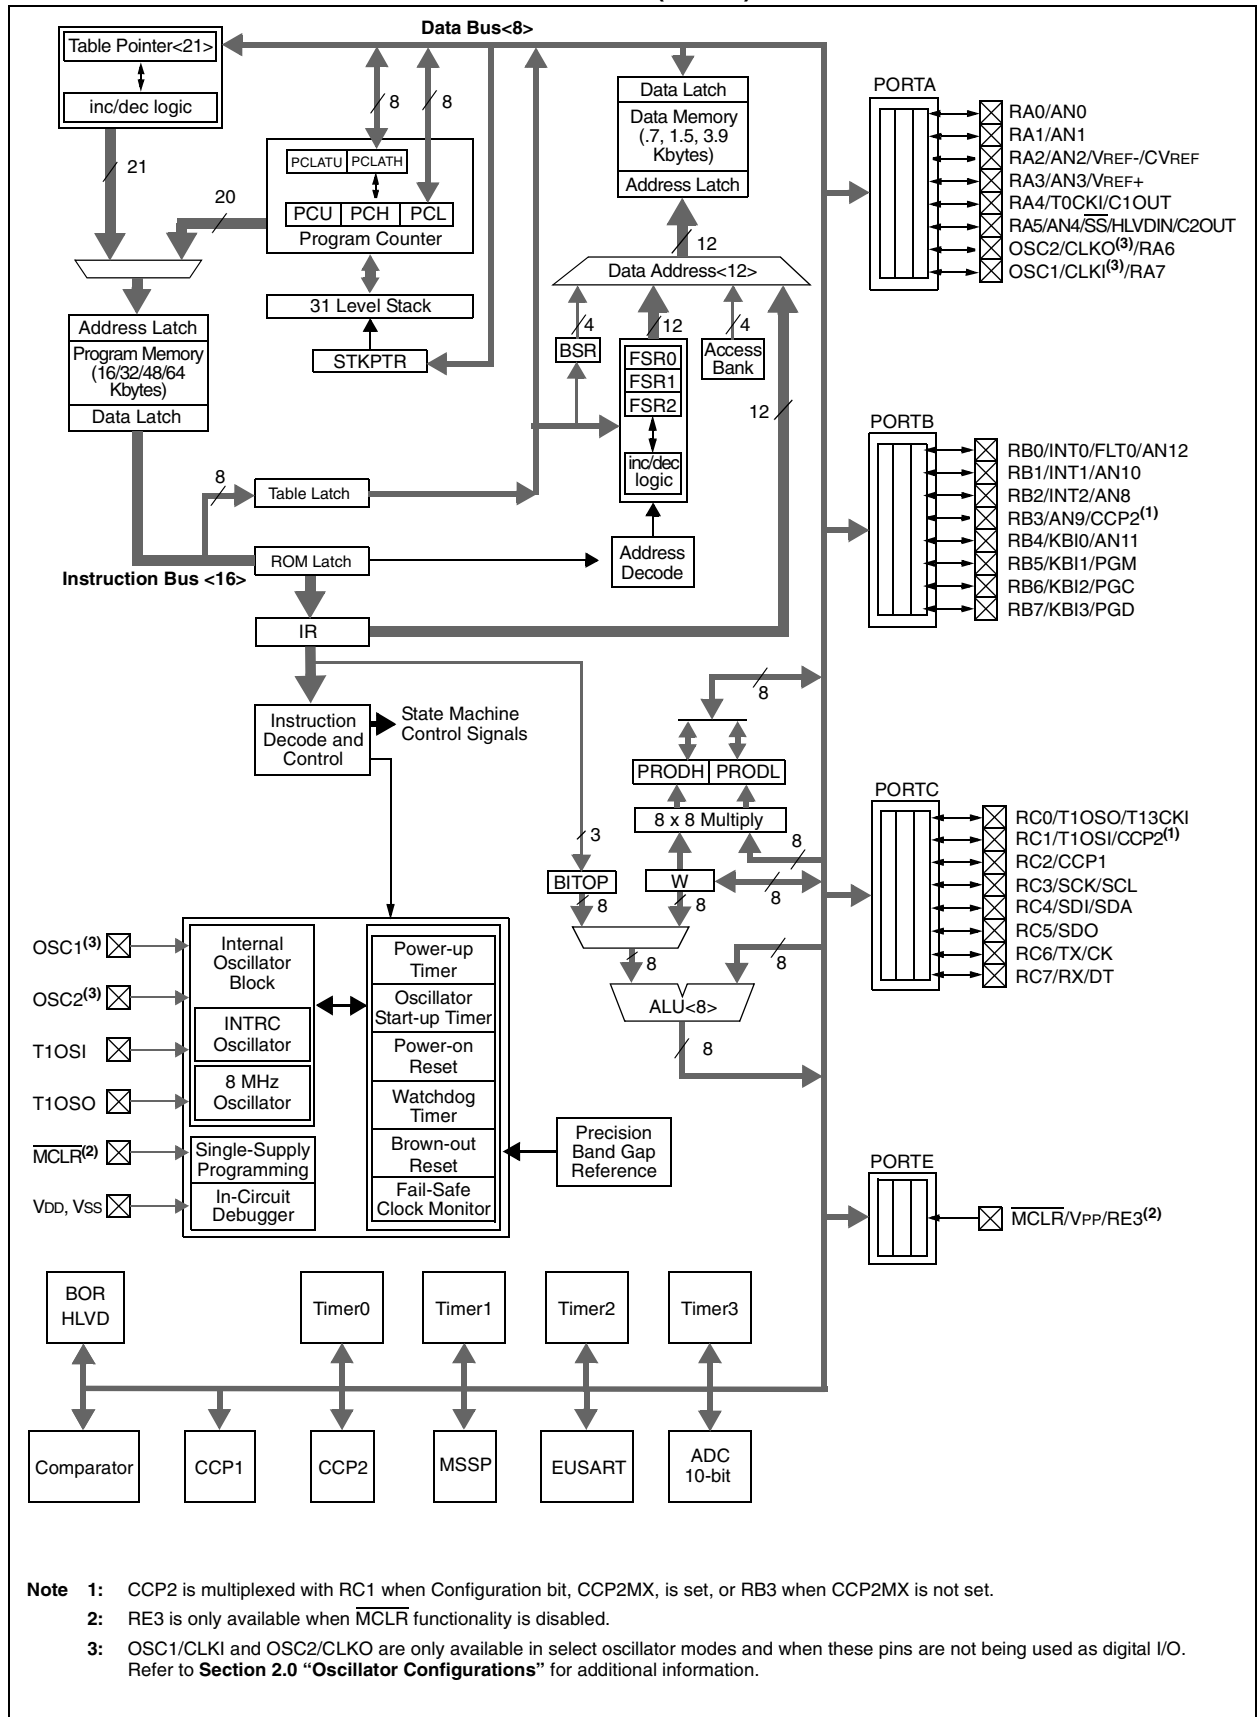 Data Bus<8>
Table Pointer<21>
inc/dec logic
21
20
8
8
PCLATU PCLATH
PCU PCH PCL
Program Counter
31 Level Stack
STKPTR
Data Latch
Data Memory
(.7, 1.5, 3.9
Kbytes)
Address Latch
12
Data Address<12>
4
12
4
BSR
FSR0
FSR1
FSR2
inc/dec
logic
Access
Bank
12
Address
Decode
Address Latch
Program Memory
(16/32/48/64
Kbytes)
Data Latch
8
Table Latch
ROM Latch
Instruction Bus <16>
IR
Instruction
Decode and
Control
State Machine
Control Signals
8
PRODH PRODL
8 x 8 Multiply
3
8
BITOP
W
8
8
8
8
8
ALU<8>
8
PORTA
RA0/AN0
RA1/AN1
RA2/AN2/VREF-/CVREF
RA3/AN3/VREF+
RA4/T0CKI/C1OUT
RA5/AN4/SS/HLVDIN/C2OUT
OSC2/CLKO(3)/RA6
OSC1/CLKI(3)/RA7
PORTB
RB0/INT0/FLT0/AN12
RB1/INT1/AN10
RB2/INT2/AN8
RB3/AN9/CCP2(1)
RB4/KBI0/AN11
RB5/KBI1/PGM
RB6/KBI2/PGC
RB7/KBI3/PGD
PORTC
RC0/T1OSO/T13CKI
RC1/T1OSI/CCP2(1)
RC2/CCP1
RC3/SCK/SCL
RC4/SDI/SDA
RC5/SDO
RC6/TX/CK
RC7/RX/DT
PORTE
MCLR/VPP/RE3(2)
OSC1(3)
OSC2(3)
T1OSI
T1OSO
MCLR(2)
VDD, VSS
Internal
Oscillator
Block
INTRC
Oscillator
8 MHz
Oscillator
Single-Supply
Programming
In-Circuit
Debugger
Power-up
Timer
Oscillator
Start-up Timer
Power-on
Reset
Watchdog
Timer
Brown-out
Reset
Fail-Safe
Clock Monitor
Precision
Band Gap
Reference
BOR
HLVD
Timer0
Timer1
Timer2
Timer3
Comparator
CCP1
CCP2
MSSP
EUSART
ADC
10-bit
Note 1: CCP2 is multiplexed with RC1 when Configuration bit, CCP2MX, is set, or RB3 when CCP2MX is not set.
2: RE3 is only available when MCLR functionality is disabled.
3: OSC1/CLKI and OSC2/CLKO are only available in select oscillator modes and when these pins are not being used as digital I/O.
Refer to Section 2.0 “Oscillator Configurations” for additional information.